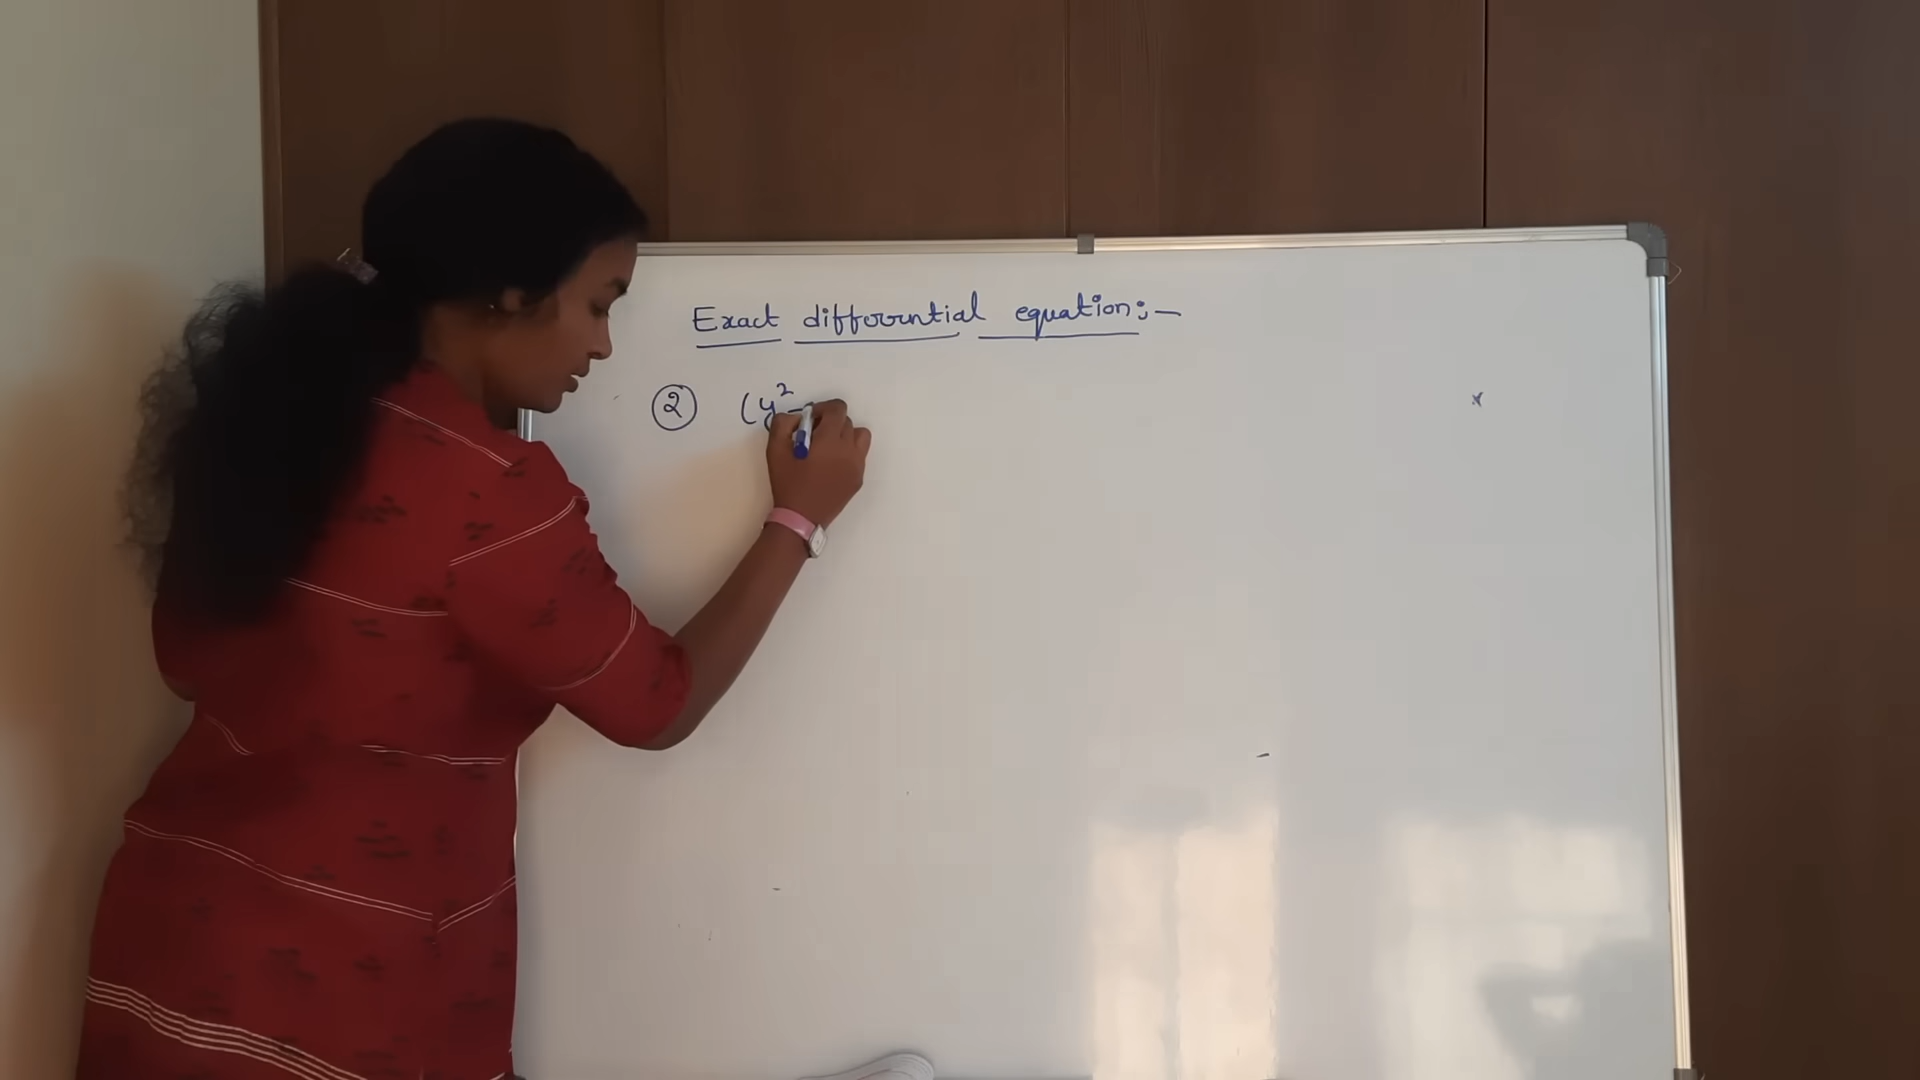 Exact differential equation:-
② (y² -